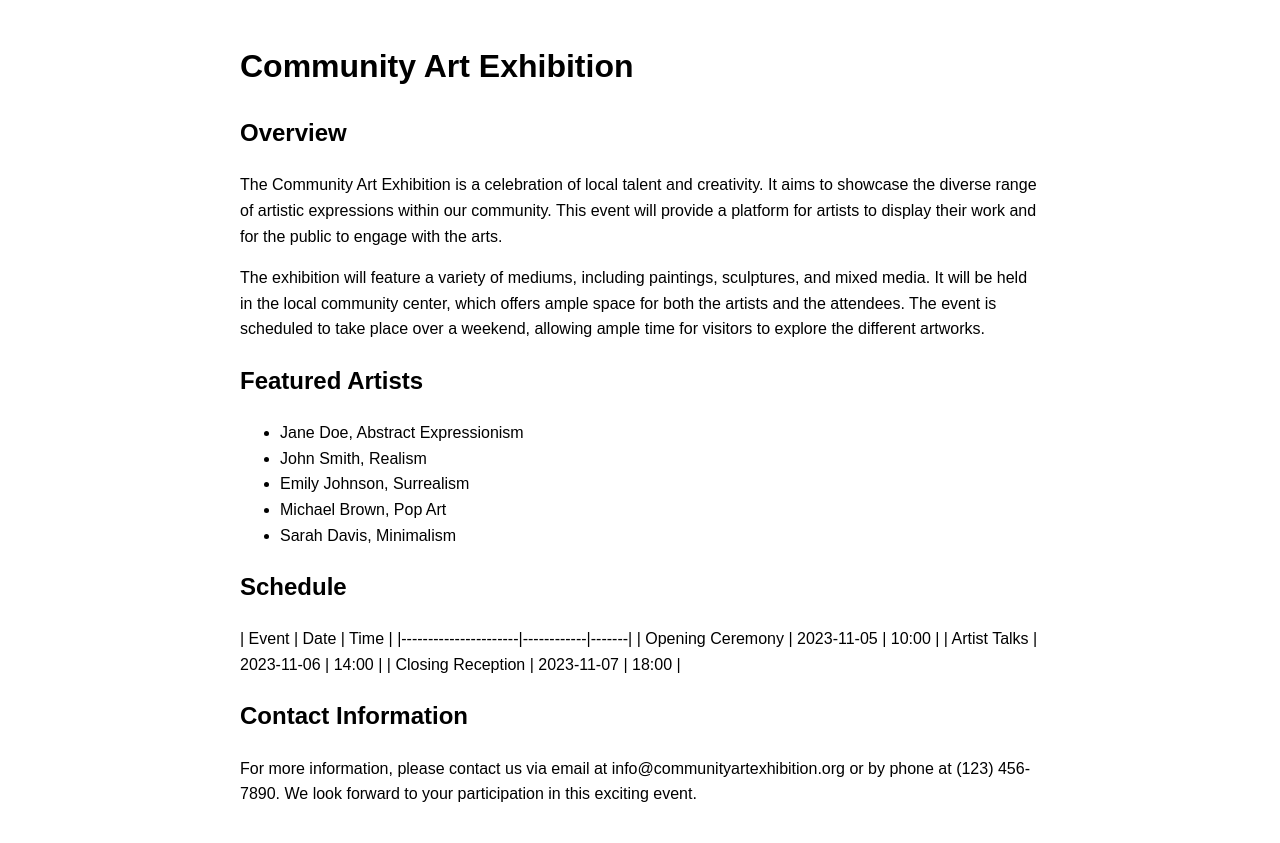 Community Art Exhibition
Overview
The Community Art Exhibition is a celebration of local talent and creativity. It aims to showcase the diverse range
of artistic expressions within our community. This event will provide a platform for artists to display their work and
for the public to engage with the arts.
The exhibition will feature a variety of mediums, including paintings, sculptures, and mixed media. It will be held
in the local community center, which offers ample space for both the artists and the attendees. The event is
scheduled to take place over a weekend, allowing ample time for visitors to explore the different artworks.
Featured Artists
• Jane Doe, Abstract Expressionism
• John Smith, Realism
• Emily Johnson, Surrealism
• Michael Brown, Pop Art
• Sarah Davis, Minimalism
Schedule
| Event | Date | Time | |----------------------|------------|-------| | Opening Ceremony | 2023-11-05 | 10:00 | | Artist Talks |
2023-11-06 | 14:00 | | Closing Reception | 2023-11-07 | 18:00 |
Contact Information
For more information, please contact us via email at info@communityartexhibition.org or by phone at (123) 456-
7890. We look forward to your participation in this exciting event.